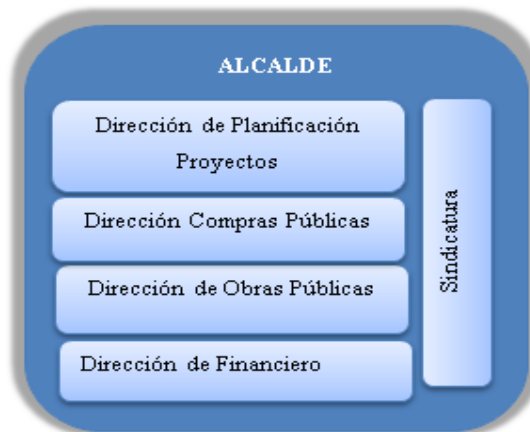 ALCALDE
Dirección de Planificación
Proyectos
Dirección Compras Públicas
Dirección de Obras Públicas
Dirección de Financiero
Sindicatura